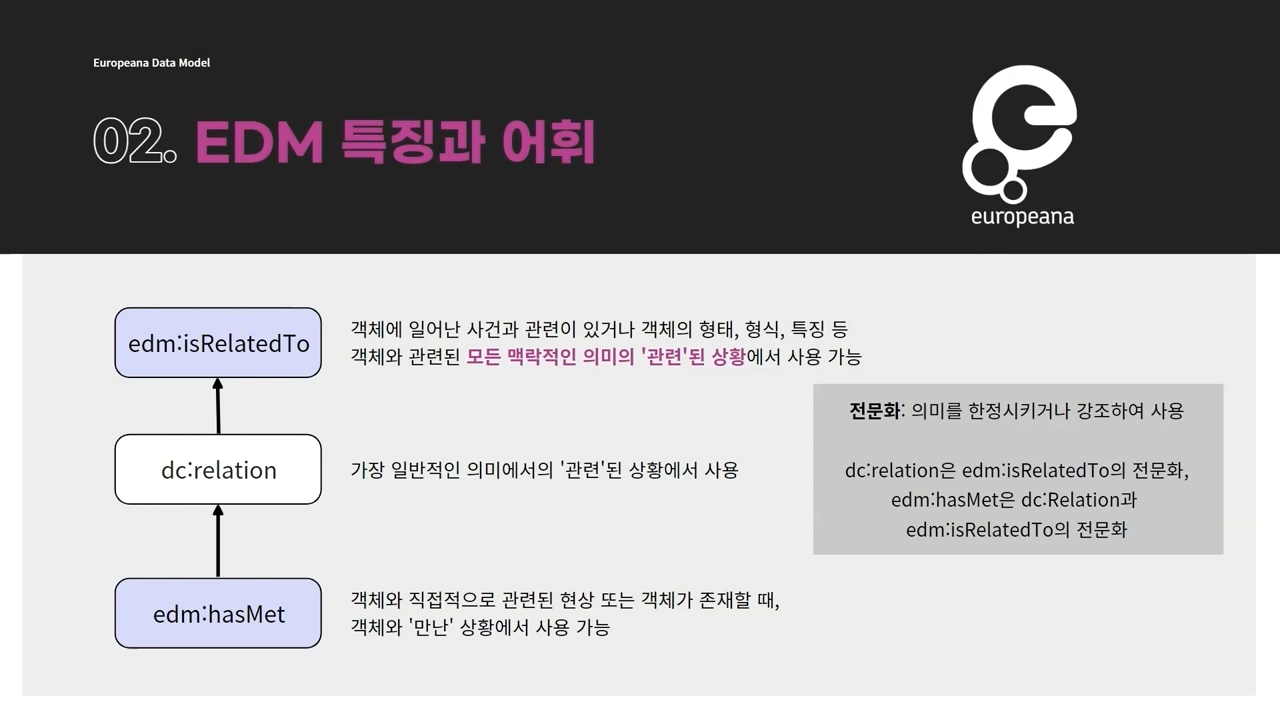 Europeana Data Model
02. EDM 특징과 어휘
europeana
edm:isRelatedTo
객체에 일어난 사건과 관련이 있거나 객체의 형태, 형식, 특징 등
객체와 관련된 모든 맥락적인 의미의 '관련'된 상황에서 사용 가능
전문화: 의미를 한정시키거나 강조하여 사용
dc:relation은 edm:isRelatedTo의 전문화,
edm:hasMet은 dc:Relation과
edm:isRelatedTo의 전문화
dc:relation
가장 일반적인 의미에서의 '관련'된 상황에서 사용
edm:hasMet
객체와 직접적으로 관련된 현상 또는 객체가 존재할 때,
객체와 '만난' 상황에서 사용 가능